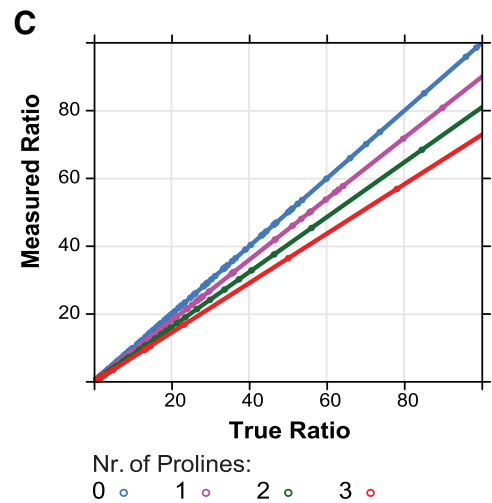 C
Measured Ratio
80
60
40
20
20 40 60 80
True Ratio
Nr. of Prolines:
0 1 2 3